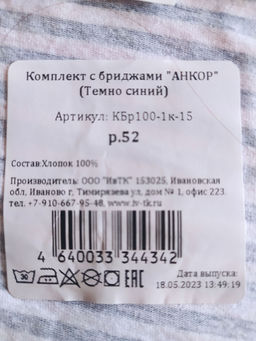 Комплект с бриджами "АНКОР"
(Темно синий)
Артикул: КБр100-1к-15
р.52
Состав:Хлопок 100%
Производитель: ООО "ИвТК" 153025, Ивановская
обл, Иваново г, Тимирязева ул, дом № 1, офис 223.
тел. +7-910-667-95-48, www.iv-tk.ru
4 640033 344342
30
EAC
Дата выпуска:
18.05.2023 13:49:19